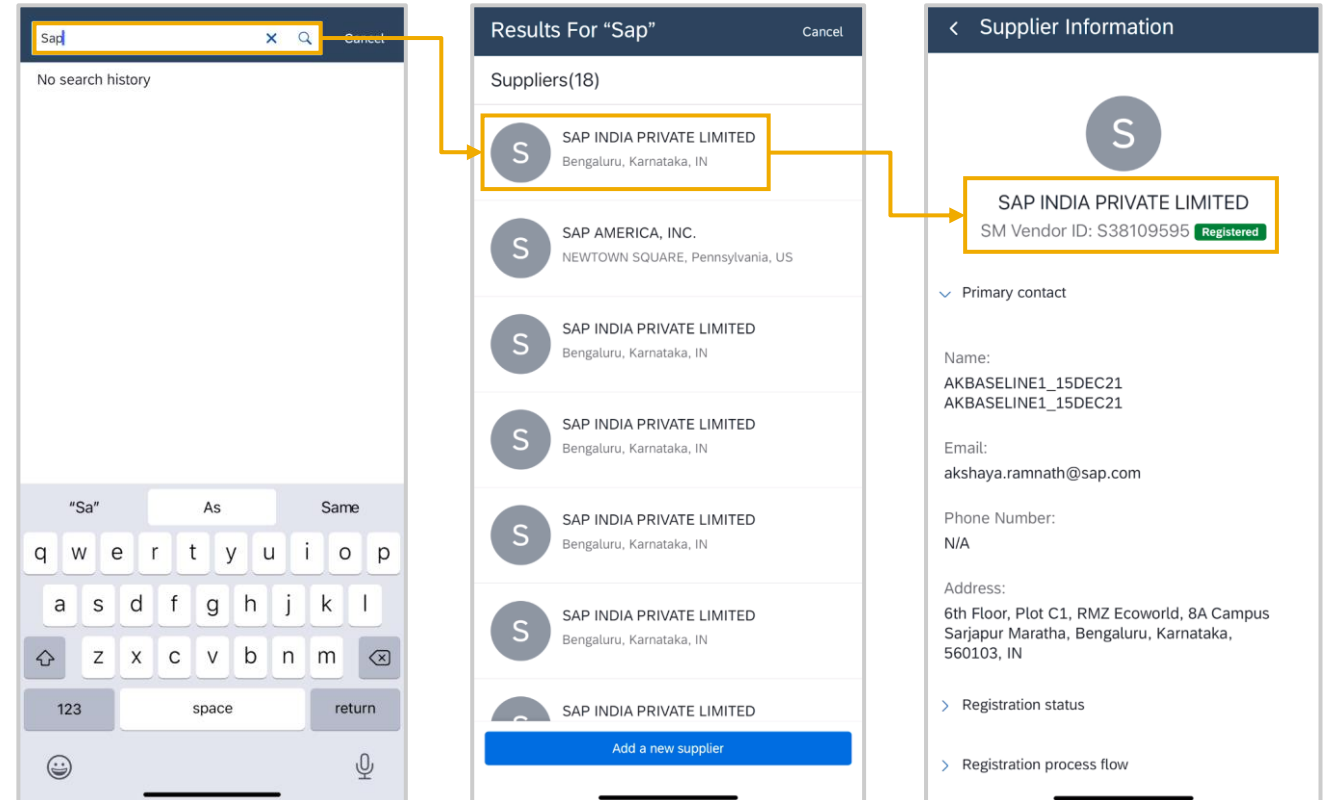 Sap
Cancel
No search history
"Sa"
As
Same
q w e r t y u i o p
a s d f g h j k l
z x c v b n m
123
space
return
Results For “Sap”
Cancel
Suppliers(18)
S
SAP INDIA PRIVATE LIMITED
Bengaluru, Karnataka, IN
S
SAP AMERICA, INC.
NEWTOWN SQUARE, Pennsylvania, US
S
SAP INDIA PRIVATE LIMITED
Bengaluru, Karnataka, IN
S
SAP INDIA PRIVATE LIMITED
Bengaluru, Karnataka, IN
S
SAP INDIA PRIVATE LIMITED
Bengaluru, Karnataka, IN
S
SAP INDIA PRIVATE LIMITED
Bengaluru, Karnataka, IN
S
SAP INDIA PRIVATE LIMITED
Add a new supplier
Supplier Information
S
SAP INDIA PRIVATE LIMITED
SM Vendor ID: S38109595 Registered
Primary contact
Name:
AKBASELINE1_15DEC21
AKBASELINE1_15DEC21
Email:
akshaya.ramnath@sap.com
Phone Number:
N/A
Address:
6th Floor, Plot C1, RMZ Ecoworld, 8A Campus
Sarjapur Maratha, Bengaluru, Karnataka,
560103, IN
Registration status
Registration process flow